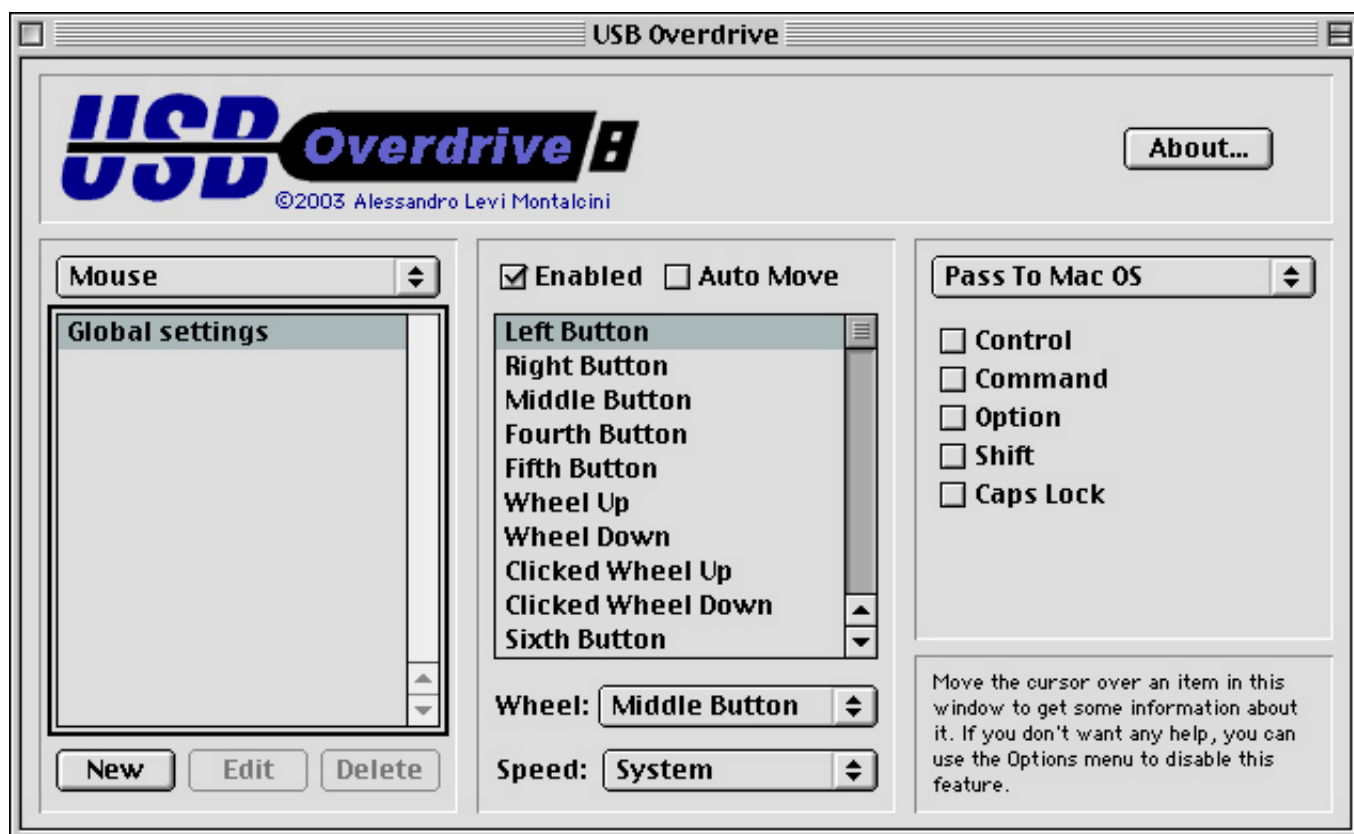 USB Overdrive
USB Overdrive
©2003 Alessandro Levi Montalcini
About...
Mouse
Global settings
New
Edit
Delete
Enabled
Auto Move
Left Button
Right Button
Middle Button
Fourth Button
Fifth Button
Wheel Up
Wheel Down
Clicked Wheel Up
Clicked Wheel Down
Sixth Button
Wheel: Middle Button
Speed: System
Pass To Mac OS
Control
Command
Option
Shift
Caps Lock
Move the cursor over an item in this
window to get some information about
it. If you don't want any help, you can
use the Options menu to disable this
feature.